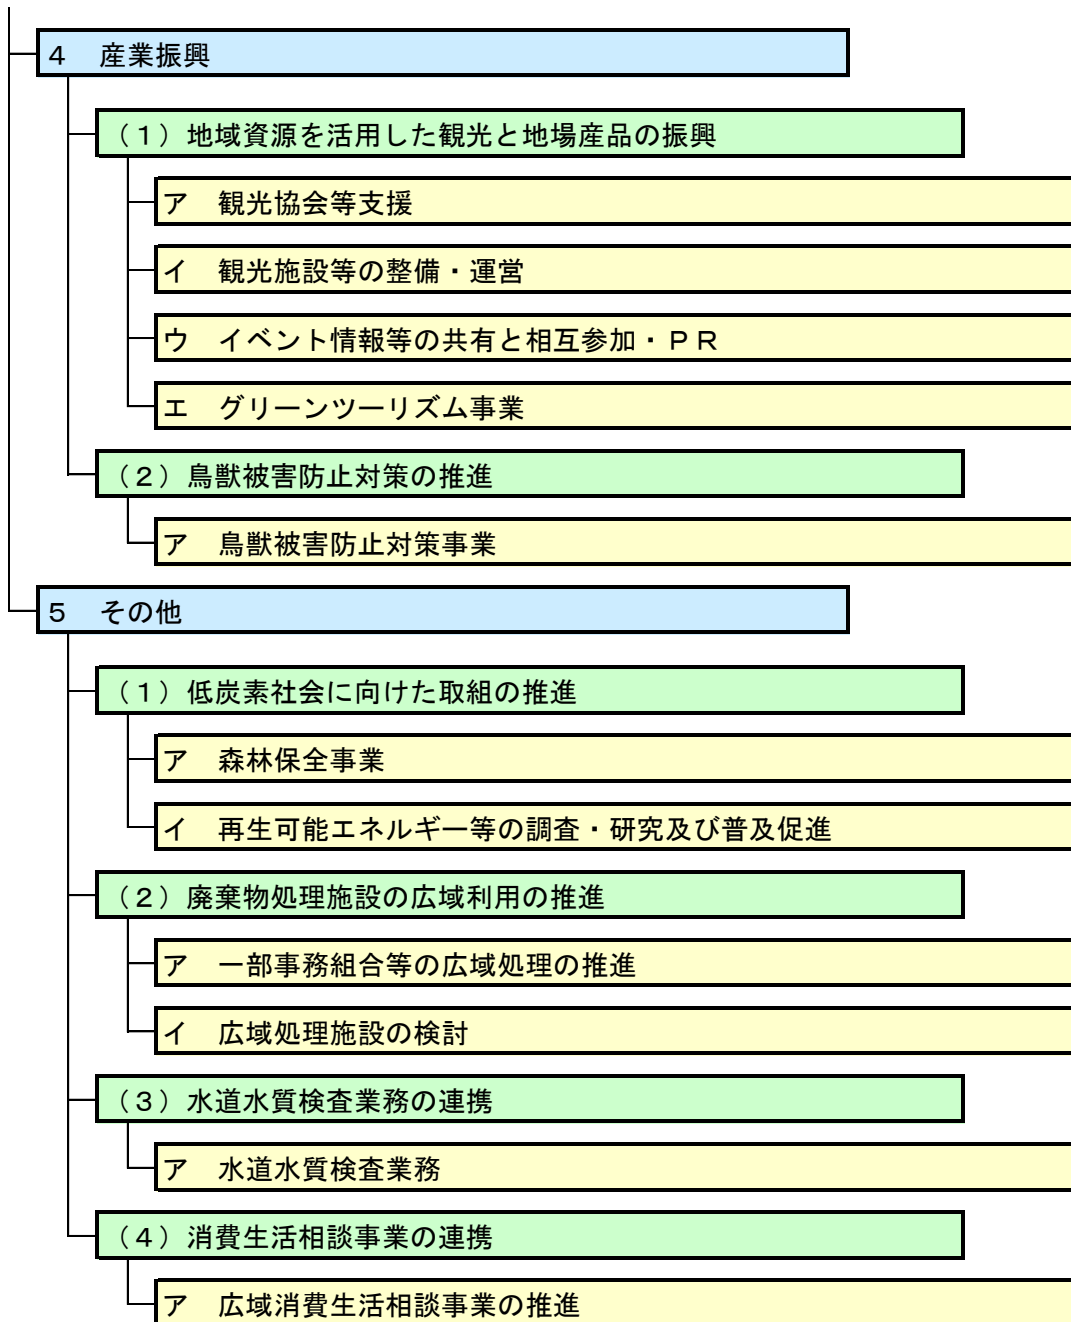 ４　産業振興
（１）地域資源を活用した観光と地場産品の振興
ア　観光協会等支援
イ　観光施設等の整備・運営
ウ　イベント情報等の共有と相互参加・ＰＲ
エ　グリーンツーリズム事業
（２）鳥獣被害防止対策の推進
ア　鳥獣被害防止対策事業
５　その他
（１）低炭素社会に向けた取組の推進
ア　森林保全事業
イ　再生可能エネルギー等の調査・研究及び普及促進
（２）廃棄物処理施設の広域利用の推進
ア　一部事務組合等の広域処理の推進
イ　広域処理施設の検討
（３）水道水質検査業務の連携
ア　水道水質検査業務
（４）消費生活相談事業の連携
ア　広域消費生活相談事業の推進